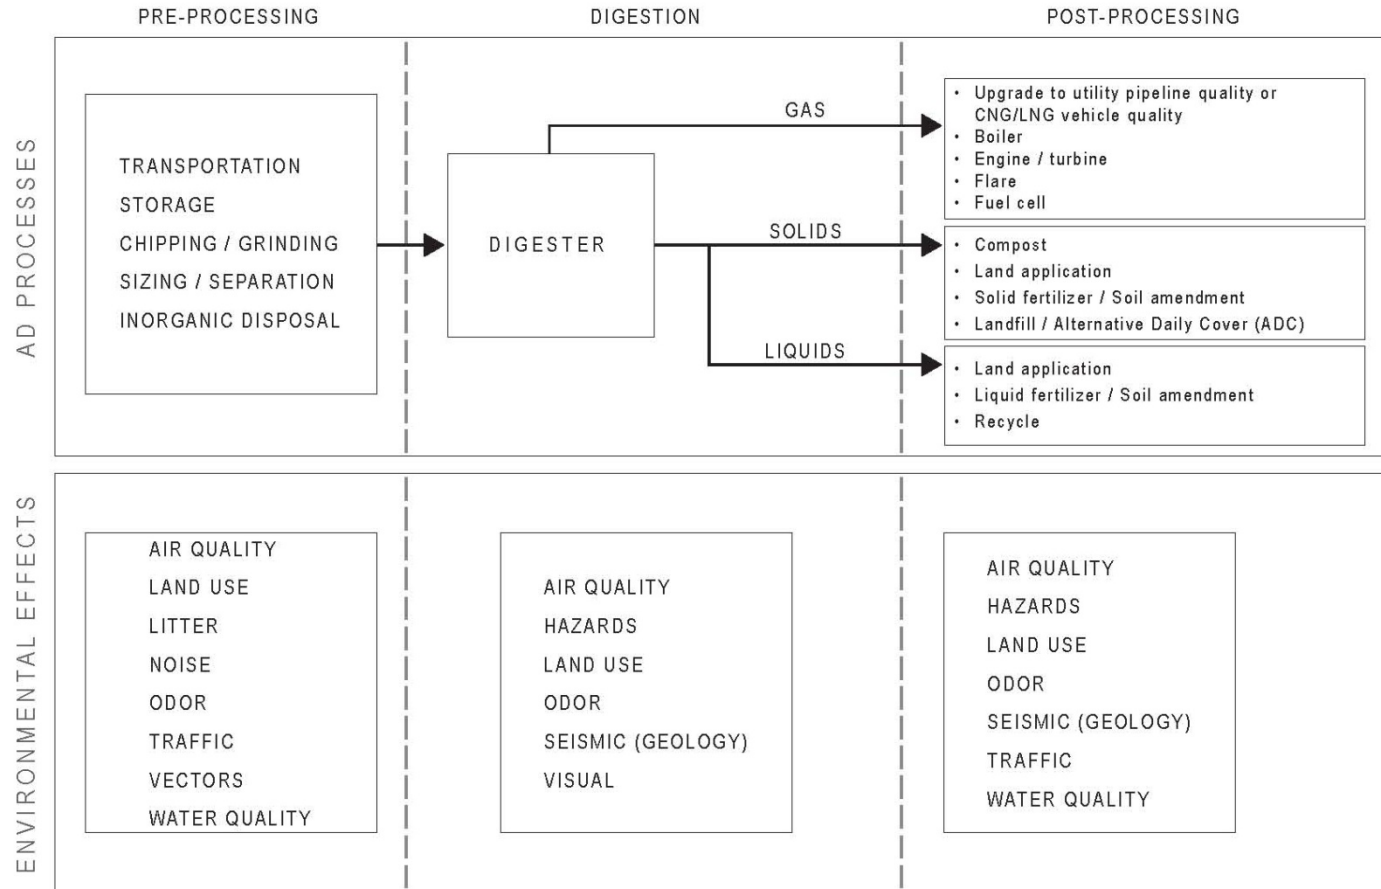 PRE-PROCESSING
DIGESTION
POST-PROCESSING
AD PROCESSES
TRANSPORTATION
STORAGE
CHIPPING / GRINDING
SIZING / SEPARATION
INORGANIC DISPOSAL
DIGESTER
GAS
SOLIDS
LIQUIDS
• Upgrade to utility pipeline quality or
CNG/LNG vehicle quality
• Boiler
• Engine / turbine
• Flare
• Fuel cell
• Compost
• Land application
• Solid fertilizer / Soil amendment
• Landfill / Alternative Daily Cover (ADC)
• Land application
• Liquid fertilizer / Soil amendment
• Recycle
ENVIRONMENTAL EFFECTS
AIR QUALITY
LAND USE
LITTER
NOISE
ODOR
TRAFFIC
VECTORS
WATER QUALITY
AIR QUALITY
HAZARDS
LAND USE
ODOR
SEISMIC (GEOLOGY)
VISUAL
AIR QUALITY
HAZARDS
LAND USE
ODOR
SEISMIC (GEOLOGY)
TRAFFIC
WATER QUALITY